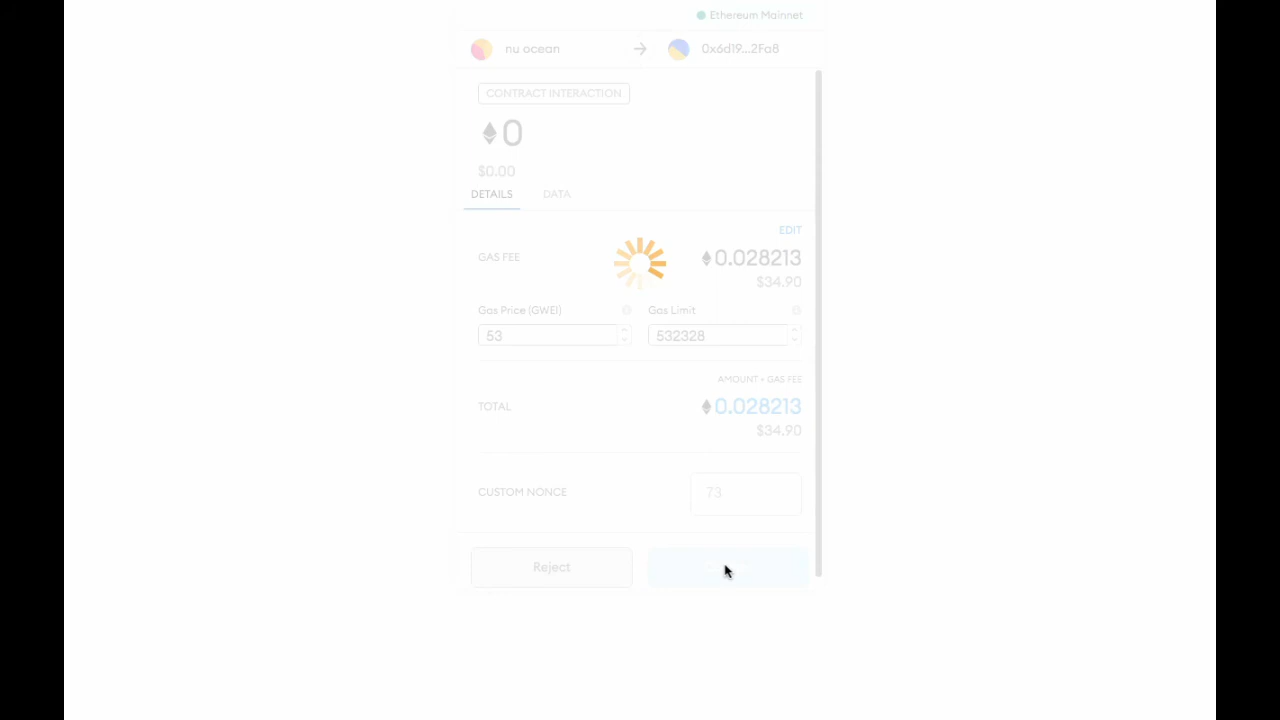 Ethereum Mainnet
nu ocean → 0x6d19...2Fa8
CONTRACT INTERACTION
0
$0.00
DETAILS DATA
EDIT
GAS FEE 0.028213
$34.90
Gas Price (GWEI) Gas Limit
53 532328
AMOUNT + GAS FEE
TOTAL 0.028213
$34.90
CUSTOM NONCE 73
Reject